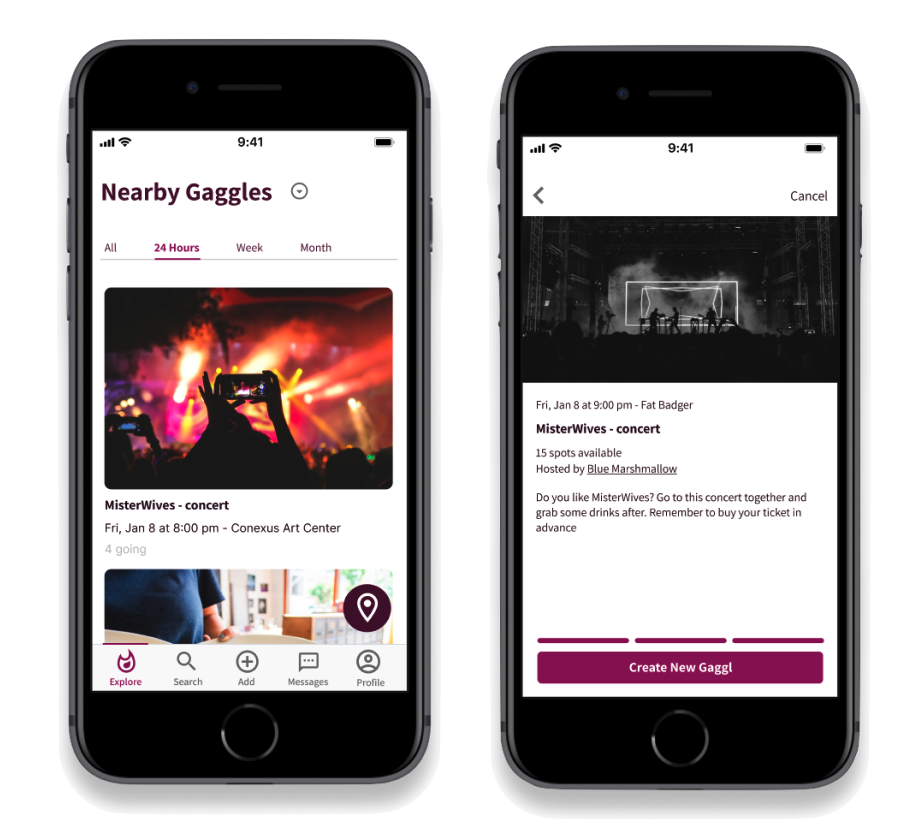 9:41
Nearby Gaggles
All 24 Hours Week Month
MisterWives - concert
Fri, Jan 8 at 8:00 pm - Conexus Art Center
4 going
Explore Search Add Messages Profile
9:41
Cancel
Fri, Jan 8 at 9:00 pm - Fat Badger
MisterWives - concert
15 spots available
Hosted by Blue Marshmallow
Do you like MisterWives? Go to this concert together and
grab some drinks after. Remember to buy your ticket in
advance
Create New Gaggl